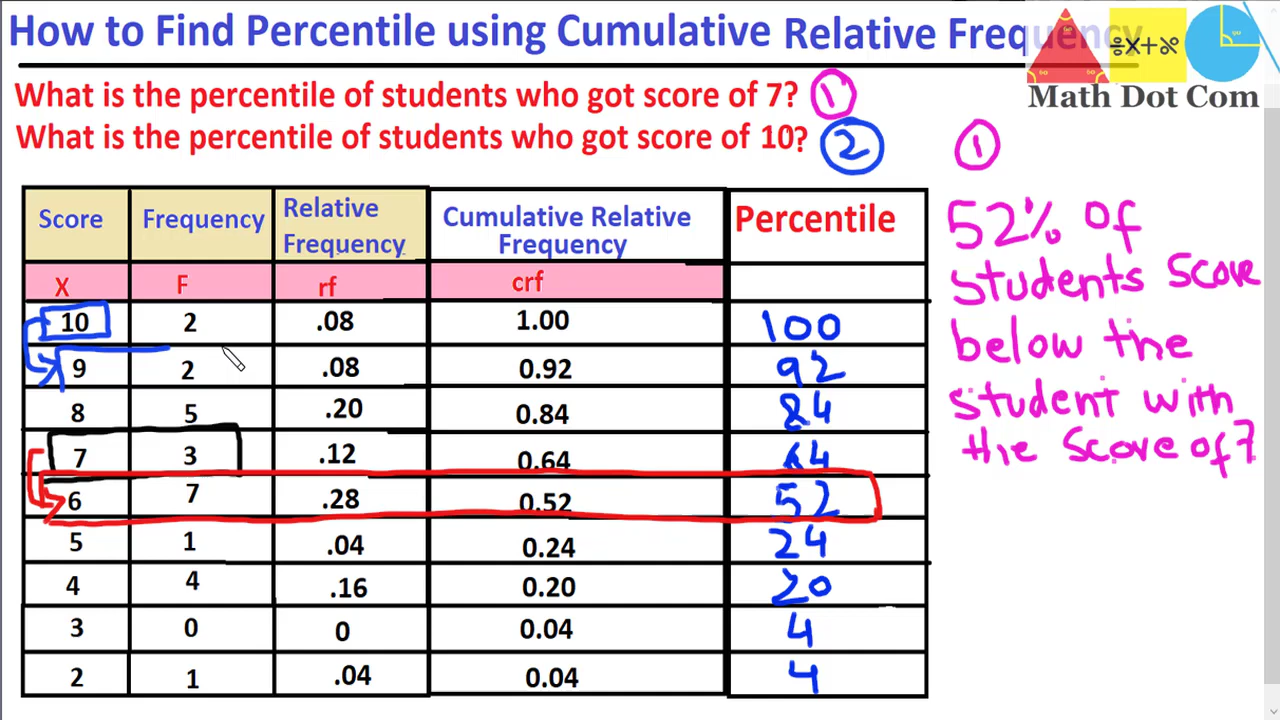 How to Find Percentile using Cumulative Relative Frequency
What is the percentile of students who got score of 7? 1
What is the percentile of students who got score of 10? 2
÷×+%
Math Dot Com
Score Frequency Relative Frequency Cumulative Relative Frequency Percentile
X F rf crf
10 2 .08 1.00 100
9 2 .08 0.92 92
8 5 .20 0.84 84
7 3 .12 0.64 64
6 7 .28 0.52 52
5 1 .04 0.24 24
4 4 .16 0.20 20
3 0 0 0.04 4
2 1 .04 0.04 4
1
52% of
students score
below the
student with
the score of 7